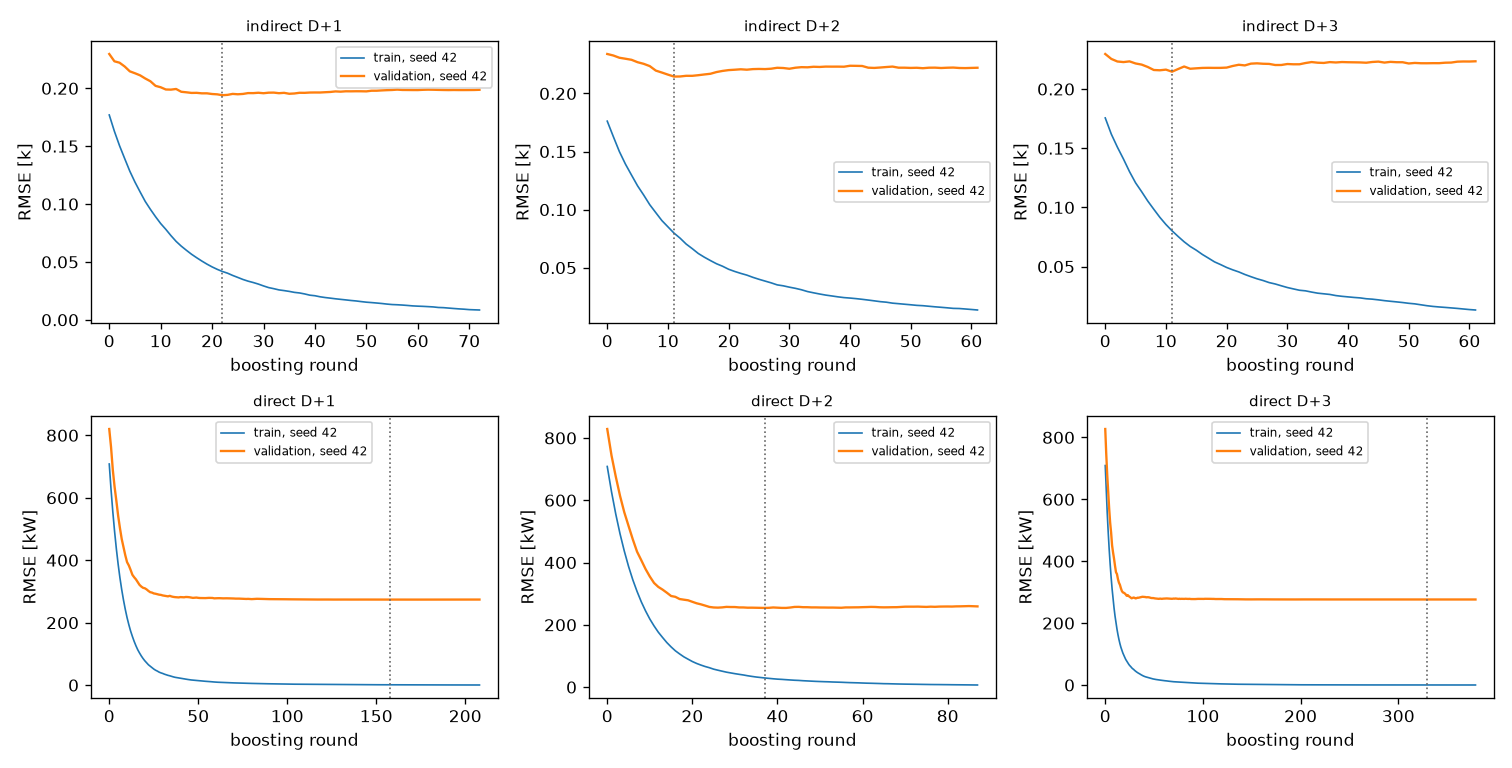 indirect D+1
RMSE [k]
0.20
0.15
0.10
0.05
0.00
train, seed 42
validation, seed 42
0 10 20 30 40 50 60 70
boosting round
indirect D+2
RMSE [k]
0.20
0.15
0.10
0.05
train, seed 42
validation, seed 42
0 10 20 30 40 50 60
boosting round
indirect D+3
RMSE [k]
0.20
0.15
0.10
0.05
train, seed 42
validation, seed 42
0 10 20 30 40 50 60
boosting round
direct D+1
RMSE [kW]
800
600
400
200
0
train, seed 42
validation, seed 42
0 50 100 150 200
boosting round
direct D+2
RMSE [kW]
800
600
400
200
0
train, seed 42
validation, seed 42
0 20 40 60 80
boosting round
direct D+3
RMSE [kW]
800
600
400
200
0
train, seed 42
validation, seed 42
0 100 200 300
boosting round